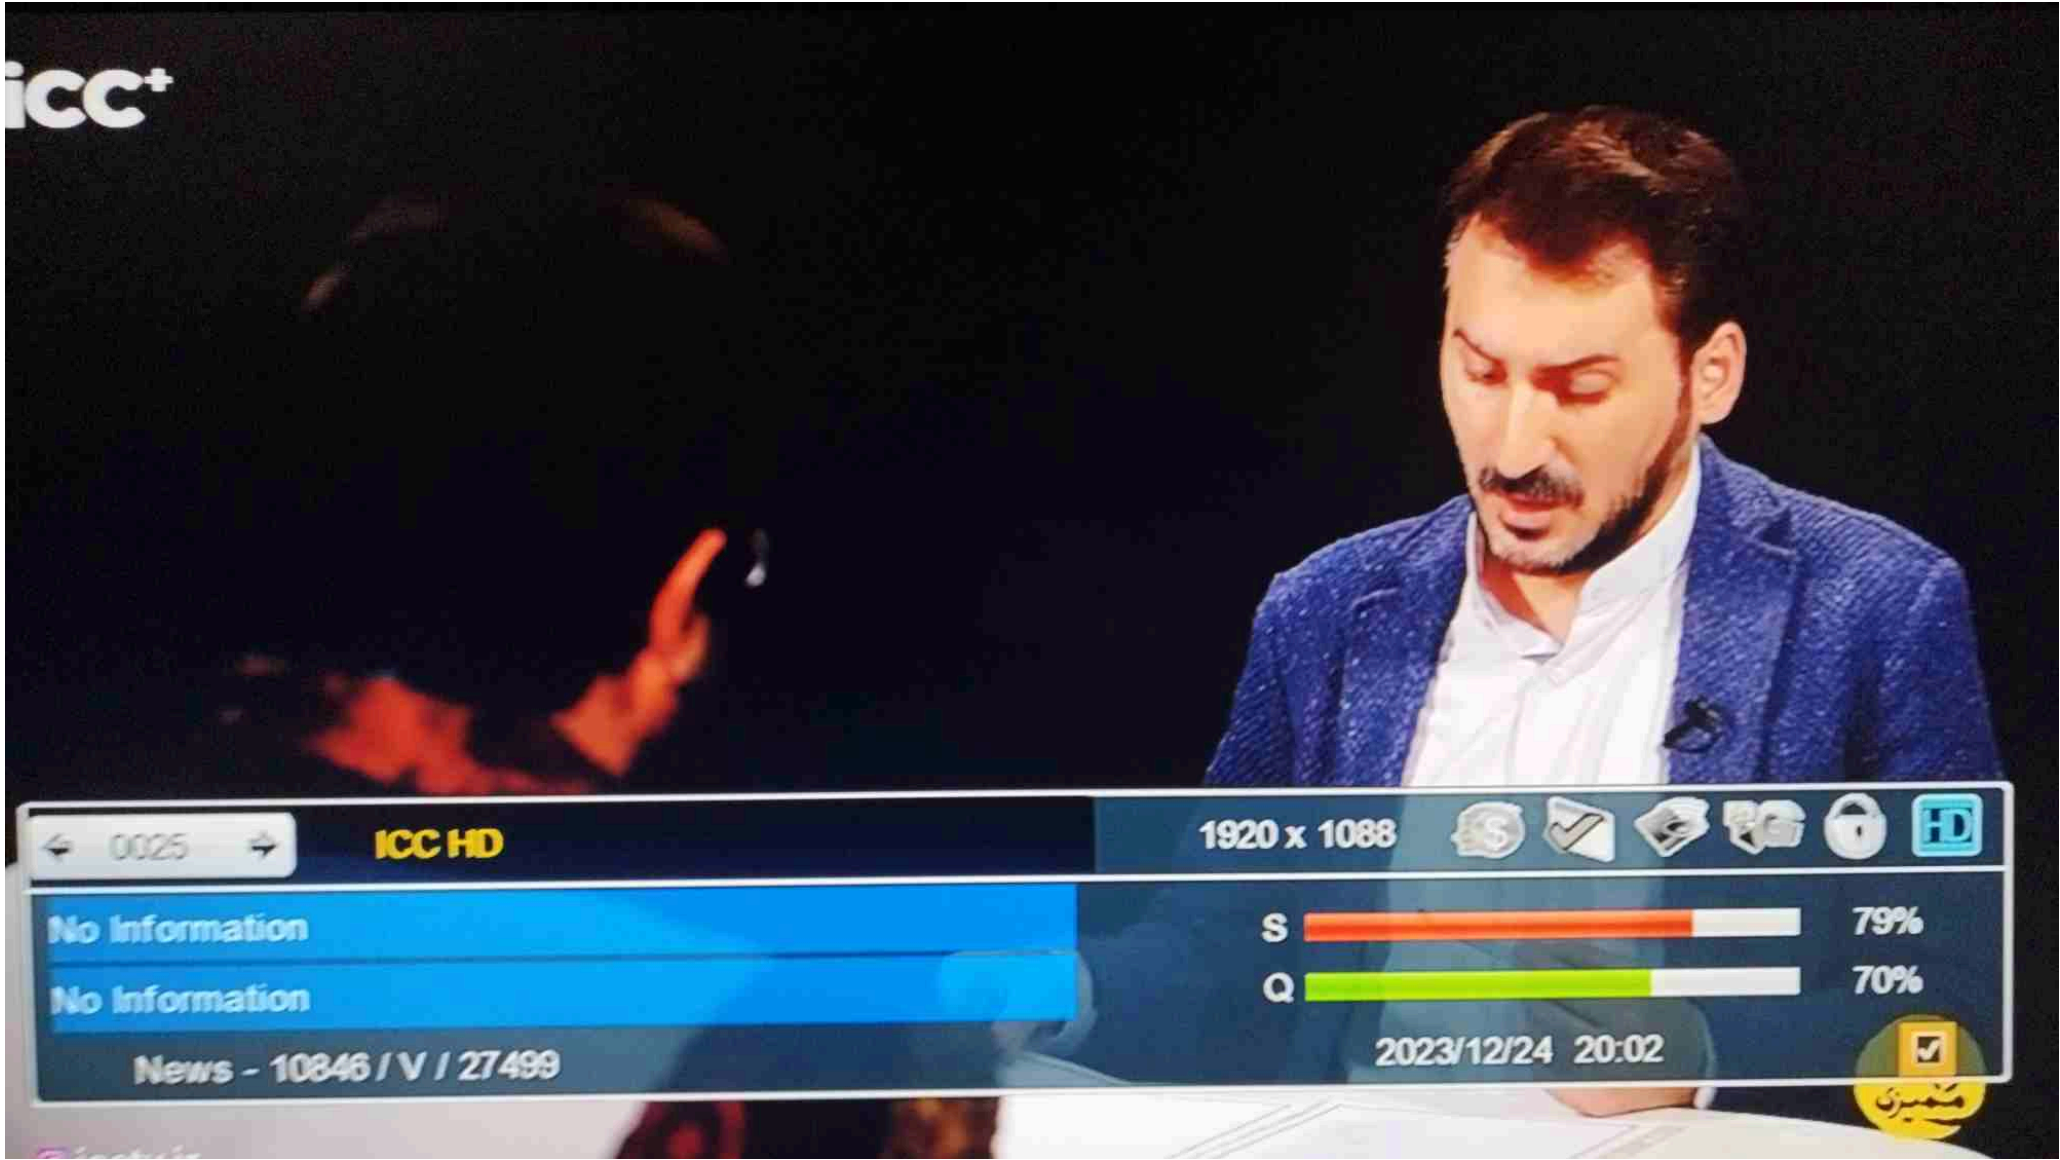 icc+
0025
ICC HD
1920 x 1088
HD
No Information
S
79%
No Information
Q
70%
News - 10846 / V / 27499
2023/12/24 20:02
ممیزی